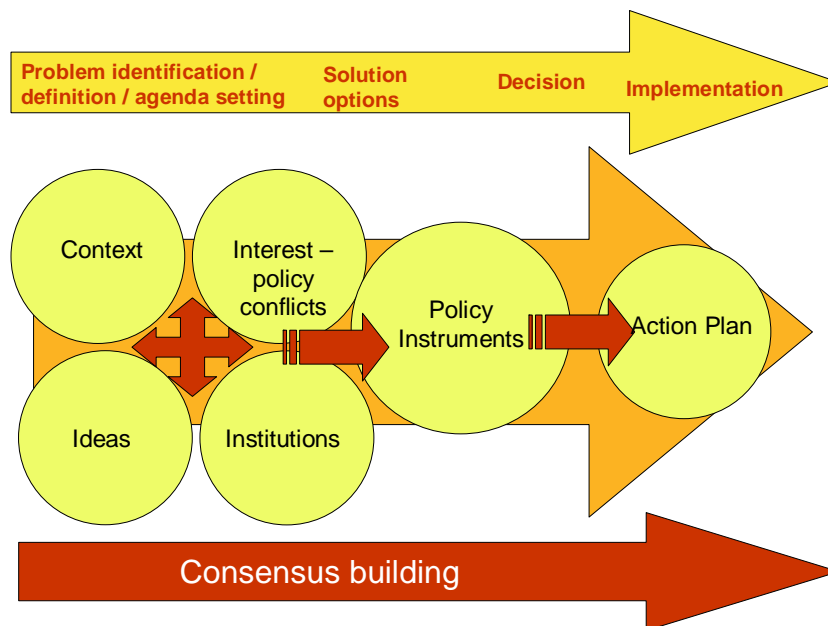 Problem identification /
definition / agenda setting
Solution
options
Decision
Implementation
Context
Interest –
policy
conflicts
Policy
Instruments
Action Plan
Ideas
Institutions
Consensus building